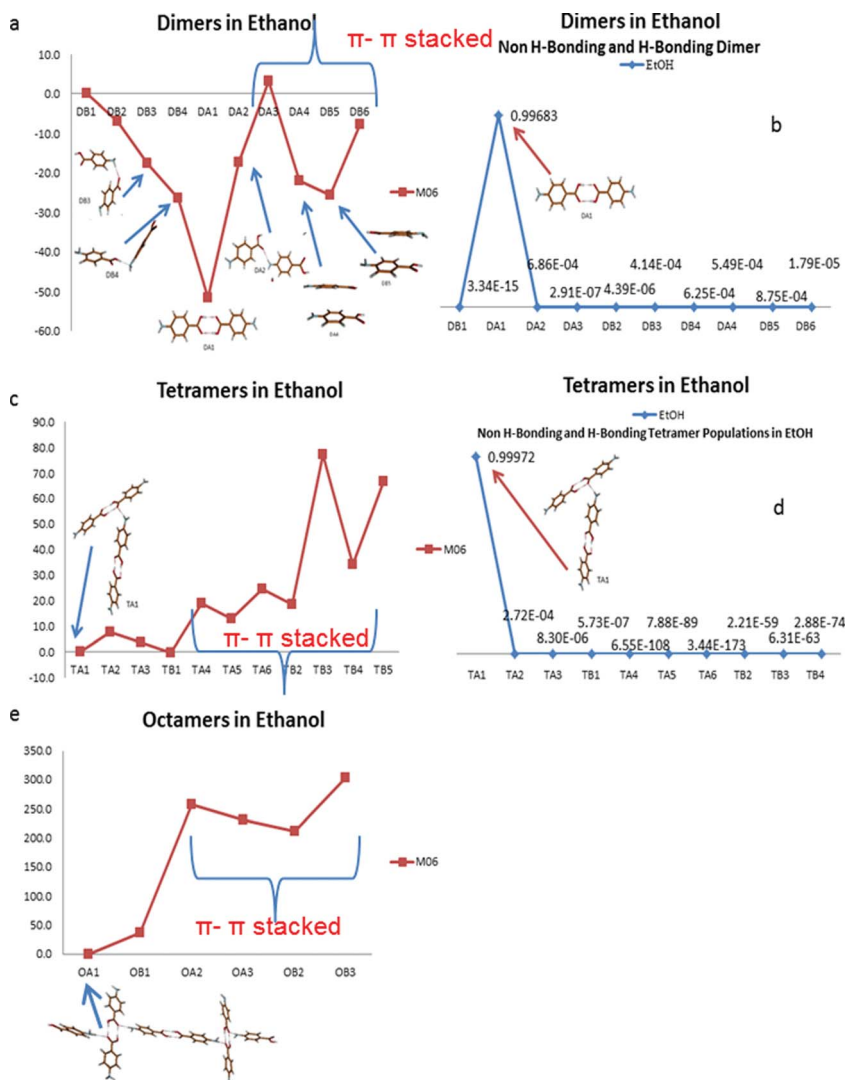 a
Dimers in Ethanol
π- π stacked
10.0
0.0
-10.0
-20.0
-30.0
-40.0
-50.0
-60.0
DB1 DB2 DB3 DB4 DA1 DA2 DA3 DA4 DB5 DB6
DB3
DB4
DA2
DA1
DA4
DB5
M06
Dimers in Ethanol
Non H-Bonding and H-Bonding Dimer
EtOH
b
0.99683
DA1
6.86E-04 4.14E-04 5.49E-04 1.79E-05
3.34E-15 2.91E-07 4.39E-06 6.25E-04 8.75E-04
DB1 DA1 DA2 DA3 DB2 DB3 DB4 DA4 DB5 DB6
c
Tetramers in Ethanol
90.0
80.0
70.0
60.0
50.0
40.0
30.0
20.0
10.0
0.0
-10.0
TA1
M06
π- π stacked
TA1 TA2 TA3 TB1 TA4 TA5 TA6 TB2 TB3 TB4 TB5
Tetramers in Ethanol
EtOH
Non H-Bonding and H-Bonding Tetramer Populations in EtOH
0.99972
d
TA1
2.72E-04 5.73E-07 7.88E-89 2.21E-59 2.88E-74
8.30E-06 6.55E-108 3.44E-173 6.31E-63
TA1 TA2 TA3 TB1 TA4 TA5 TA6 TB2 TB3 TB4
e
Octamers in Ethanol
350.0
300.0
250.0
200.0
150.0
100.0
50.0
0.0
M06
π- π stacked
OA1 OB1 OA2 OA3 OB2 OB3